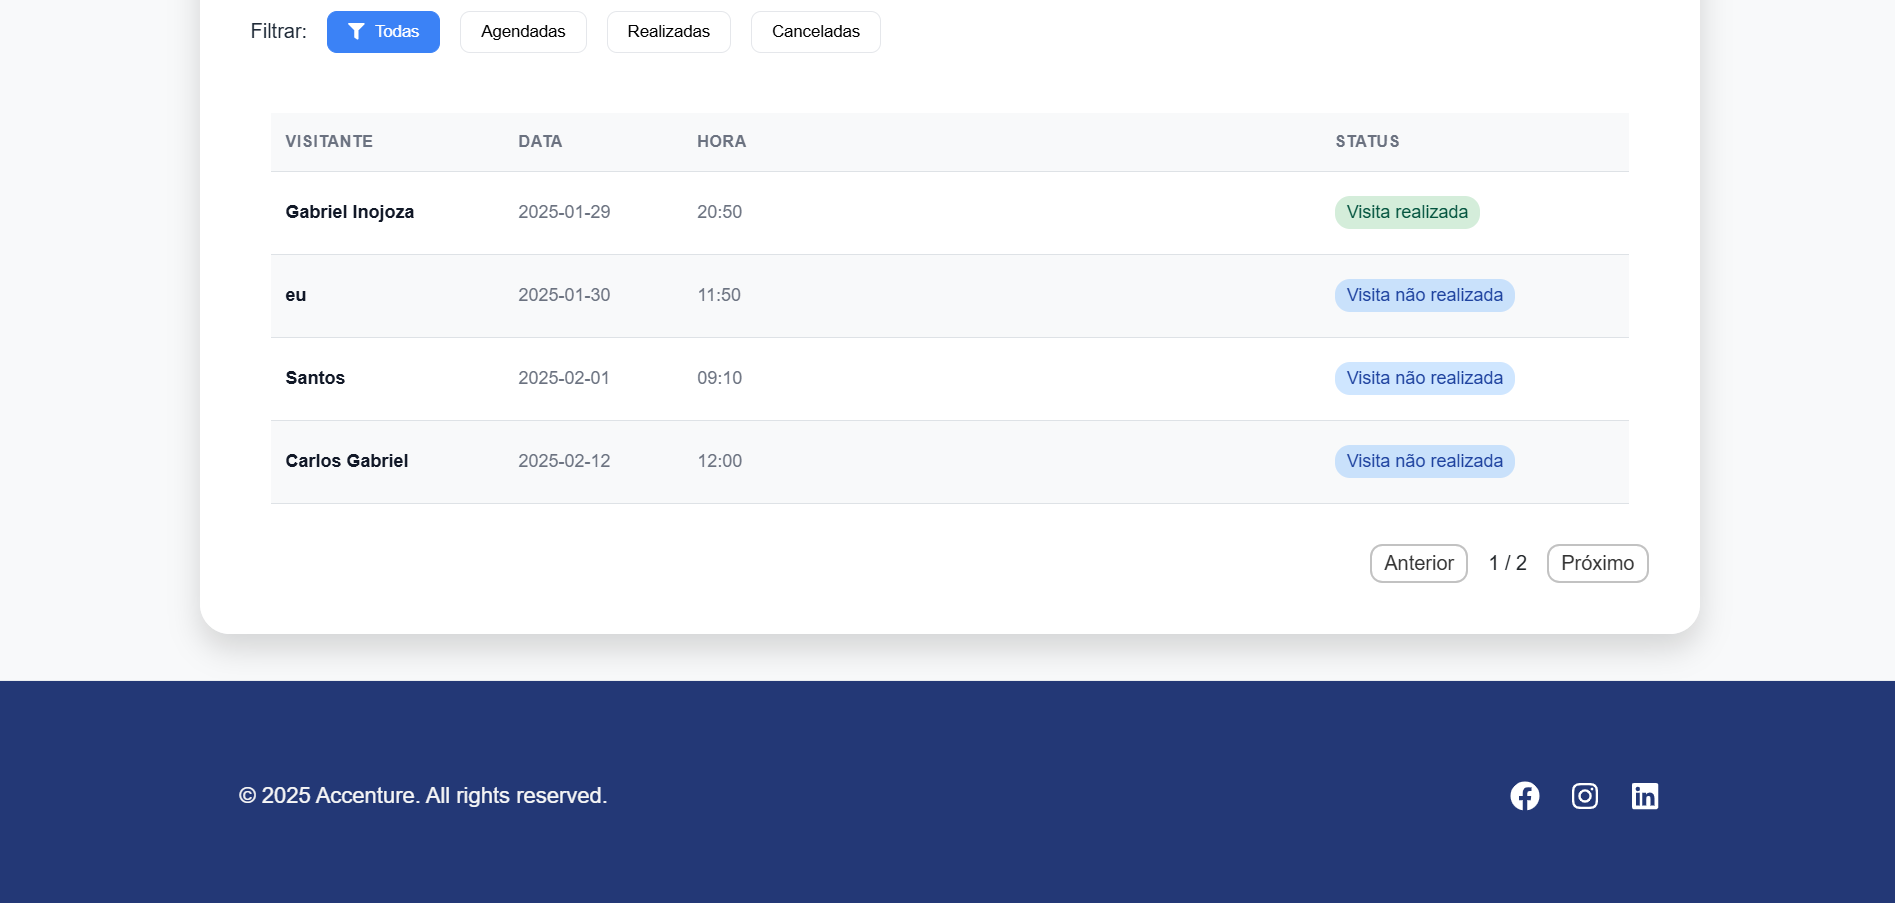 Filtrar: Todas Agendadas Realizadas Canceladas
VISITANTE DATA HORA STATUS
Gabriel Inojoza 2025-01-29 20:50 Visita realizada
eu 2025-01-30 11:50 Visita não realizada
Santos 2025-02-01 09:10 Visita não realizada
Carlos Gabriel 2025-02-12 12:00 Visita não realizada
Anterior 1 / 2 Próximo
© 2025 Accenture. All rights reserved.